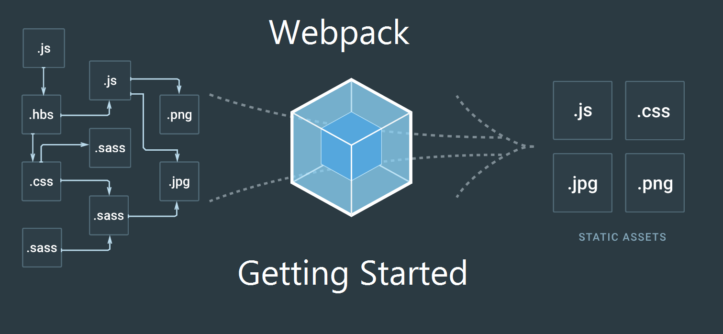 Webpack
.js
.js
.hbs
.png
.sass
.css
.jpg
.sass
.sass
.js
.css
.jpg
.png
STATIC ASSETS
Getting Started